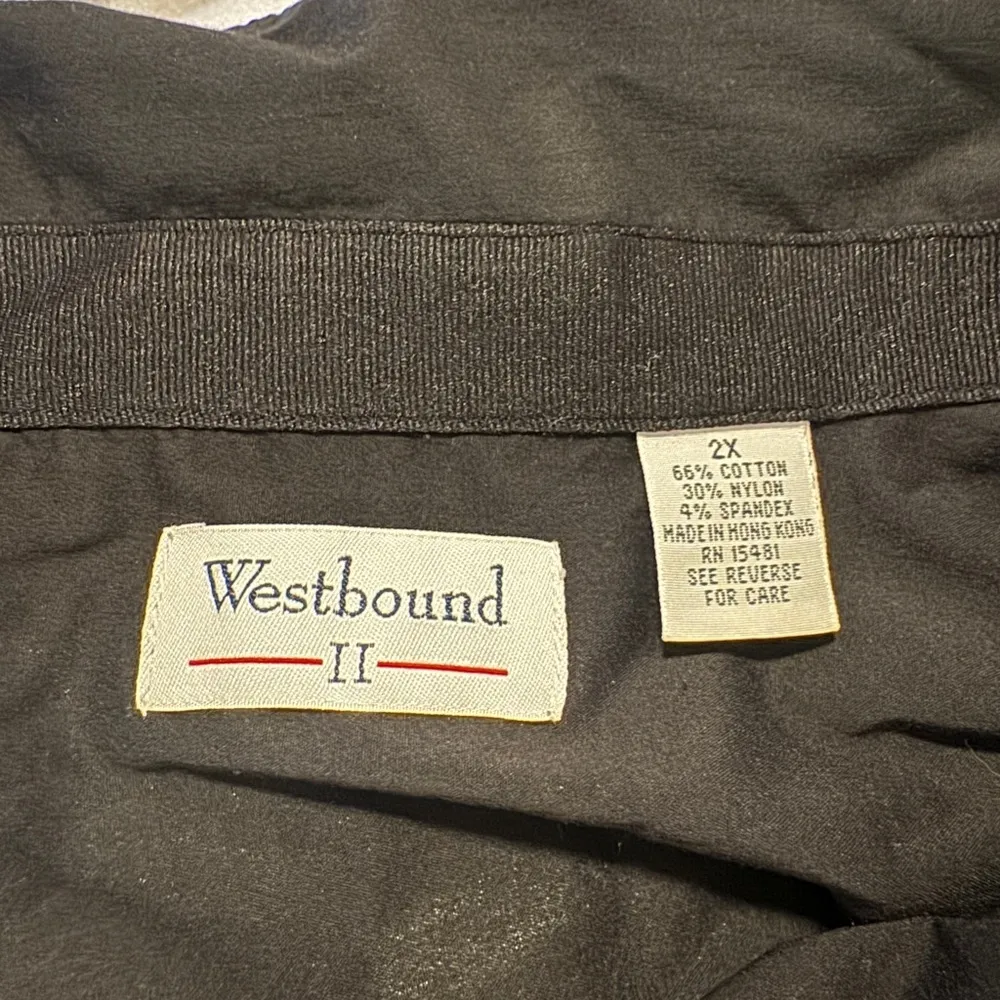 Westbound
II
2X
66% COTTON
30% NYLON
4% SPANDEX
MADE IN HONG KONG
RN 15481
SEE REVERSE
FOR CARE